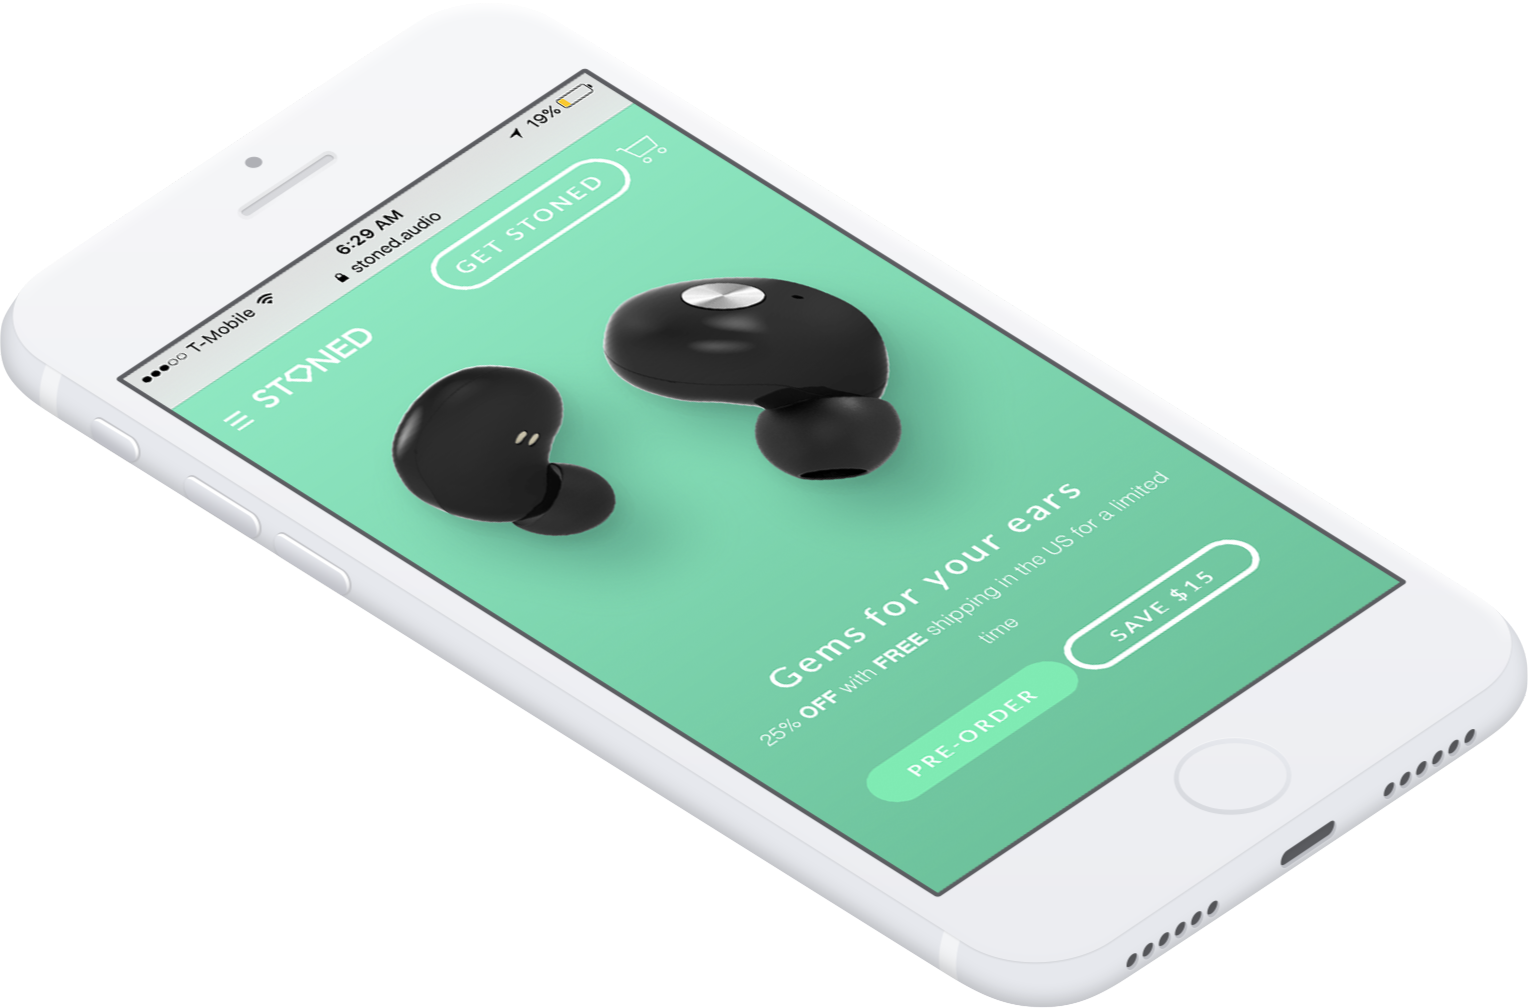 T-Mobile
6:29 AM
19%
stoned.audio
STONED
GET STONED
Gems for your ears
25% OFF with FREE shipping in the US for a limited
time
PRE-ORDER
SAVE $15